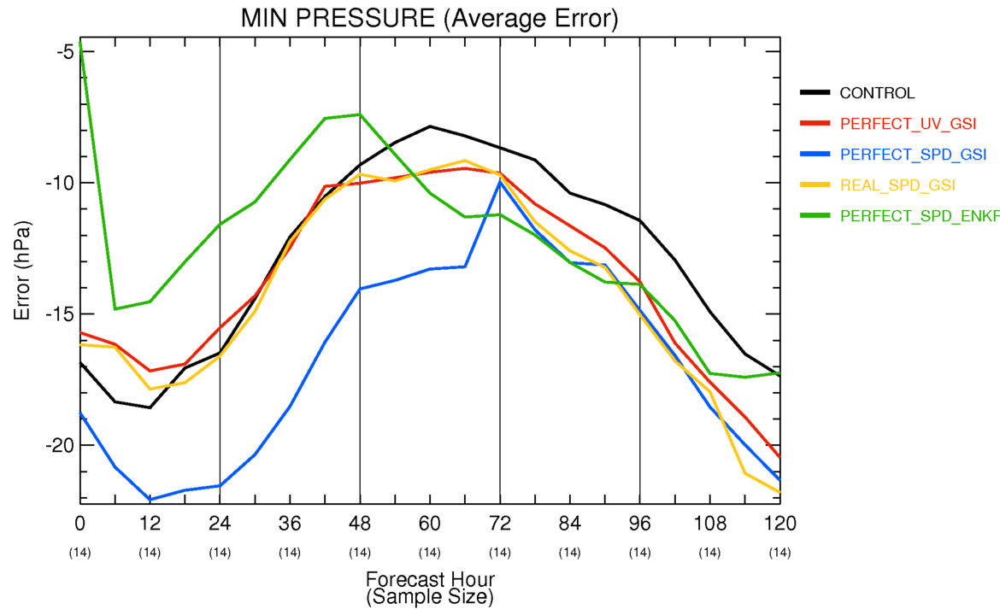 MIN PRESSURE (Average Error)
-5
-10
-15
-20
Error (hPa)
0 12 24 36 48 60 72 84 96 108 120
(14) (14) (14) (14) (14) (14) (14) (14) (14) (14) (14)
Forecast Hour
(Sample Size)
CONTROL
PERFECT_UV_GSI
PERFECT_SPD_GSI
REAL_SPD_GSI
PERFECT_SPD_ENKF